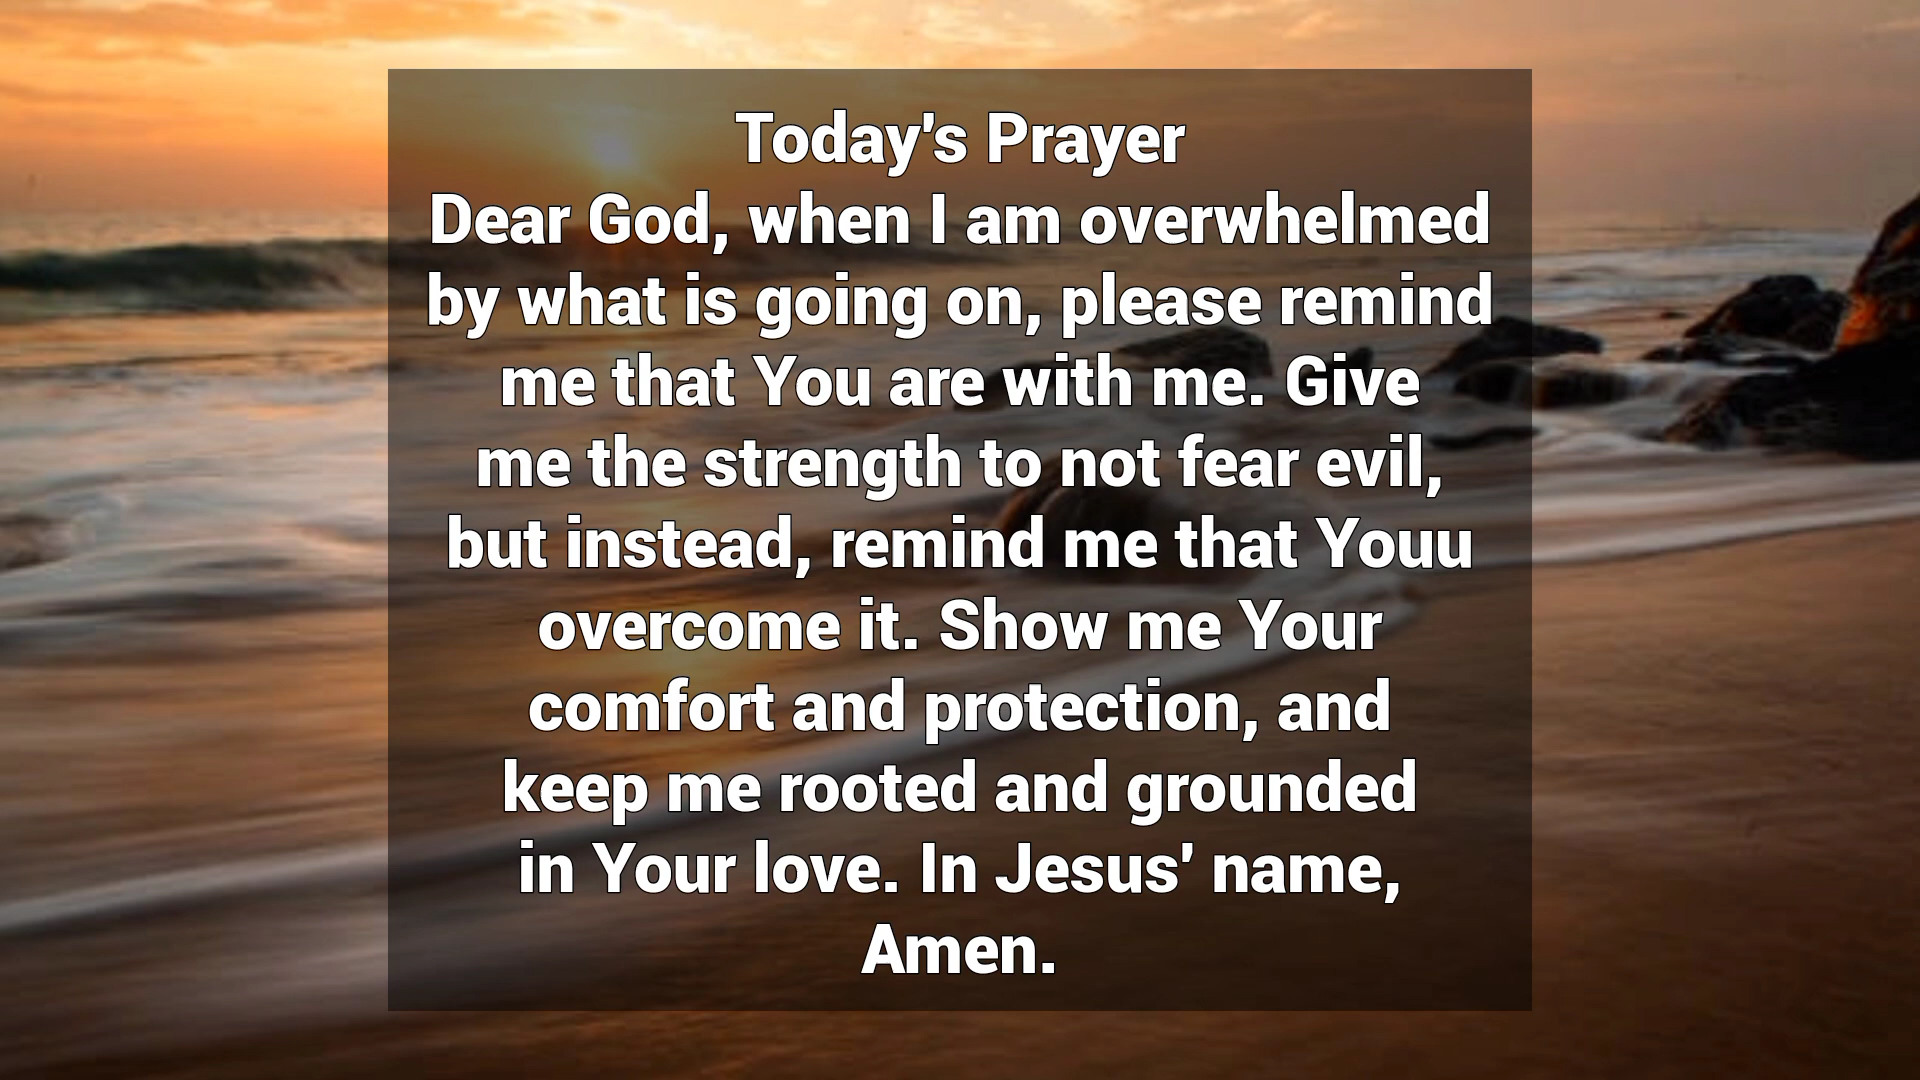 Today's Prayer
Dear God, when I am overwhelmed
by what is going on, please remind
me that You are with me. Give
me the strength to not fear evil,
but instead, remind me that Youu
overcome it. Show me Your
comfort and protection, and
keep me rooted and grounded
in Your love. In Jesus' name,
Amen.